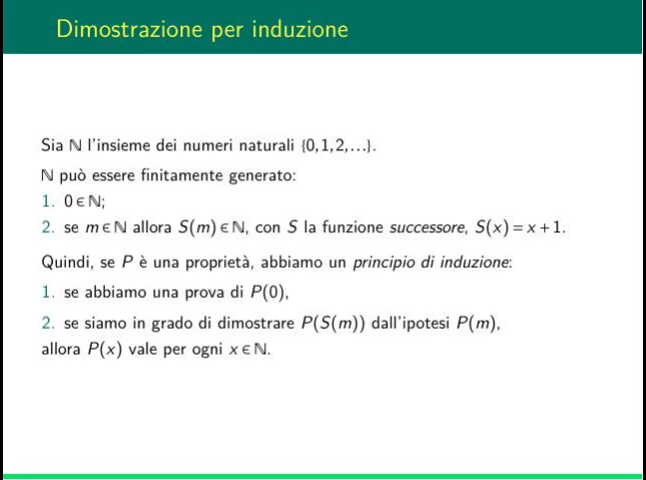 Dimostrazione per induzione
Sia ℕ l'insieme dei numeri naturali {0,1,2,...}.
ℕ può essere finitamente generato:
1. 0∈ℕ;
2. se m∈ℕ allora S(m)∈ℕ, con S la funzione successore, S(x)=x+1.
Quindi, se P è una proprietà, abbiamo un principio di induzione:
1. se abbiamo una prova di P(0),
2. se siamo in grado di dimostrare P(S(m)) dall'ipotesi P(m),
allora P(x) vale per ogni x∈ℕ.